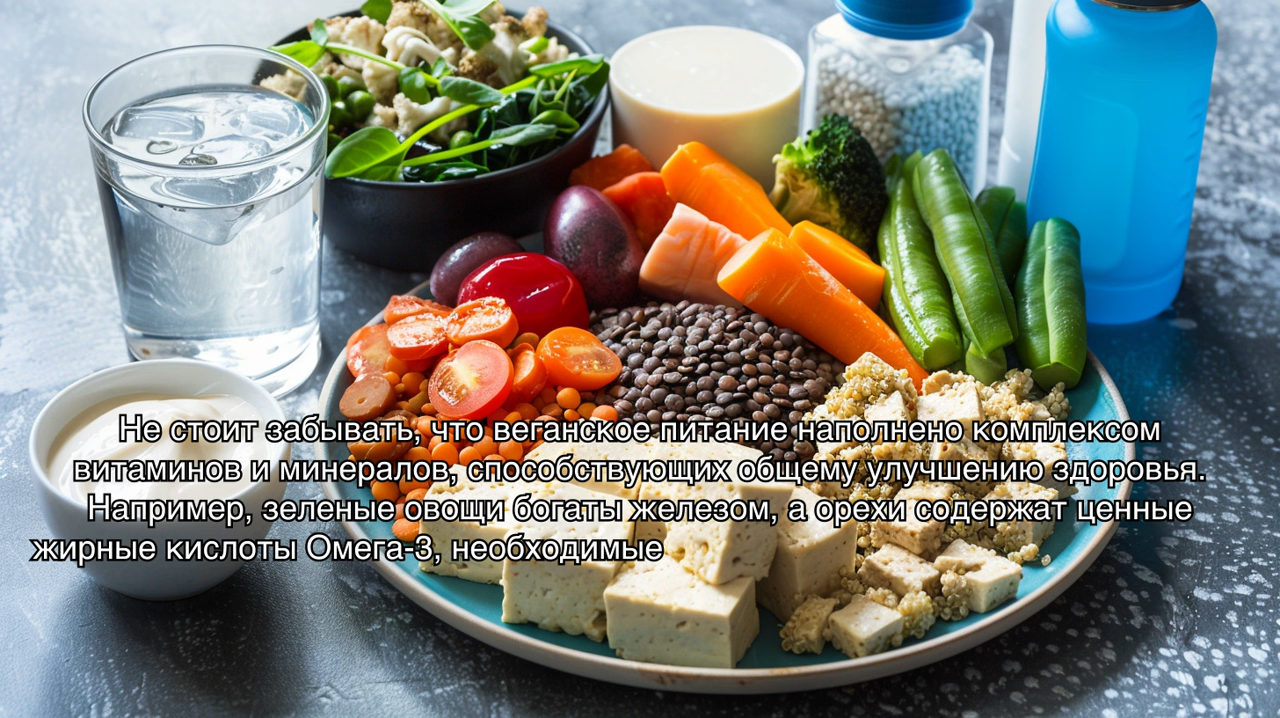 Не стоит забывать, что веганское питание наполнено комплексом
витаминов и минералов, способствующих общему улучшению здоровья.
Например, зеленые овощи богаты железом, а орехи содержат ценные
жирные кислоты Омега-3, необходимые